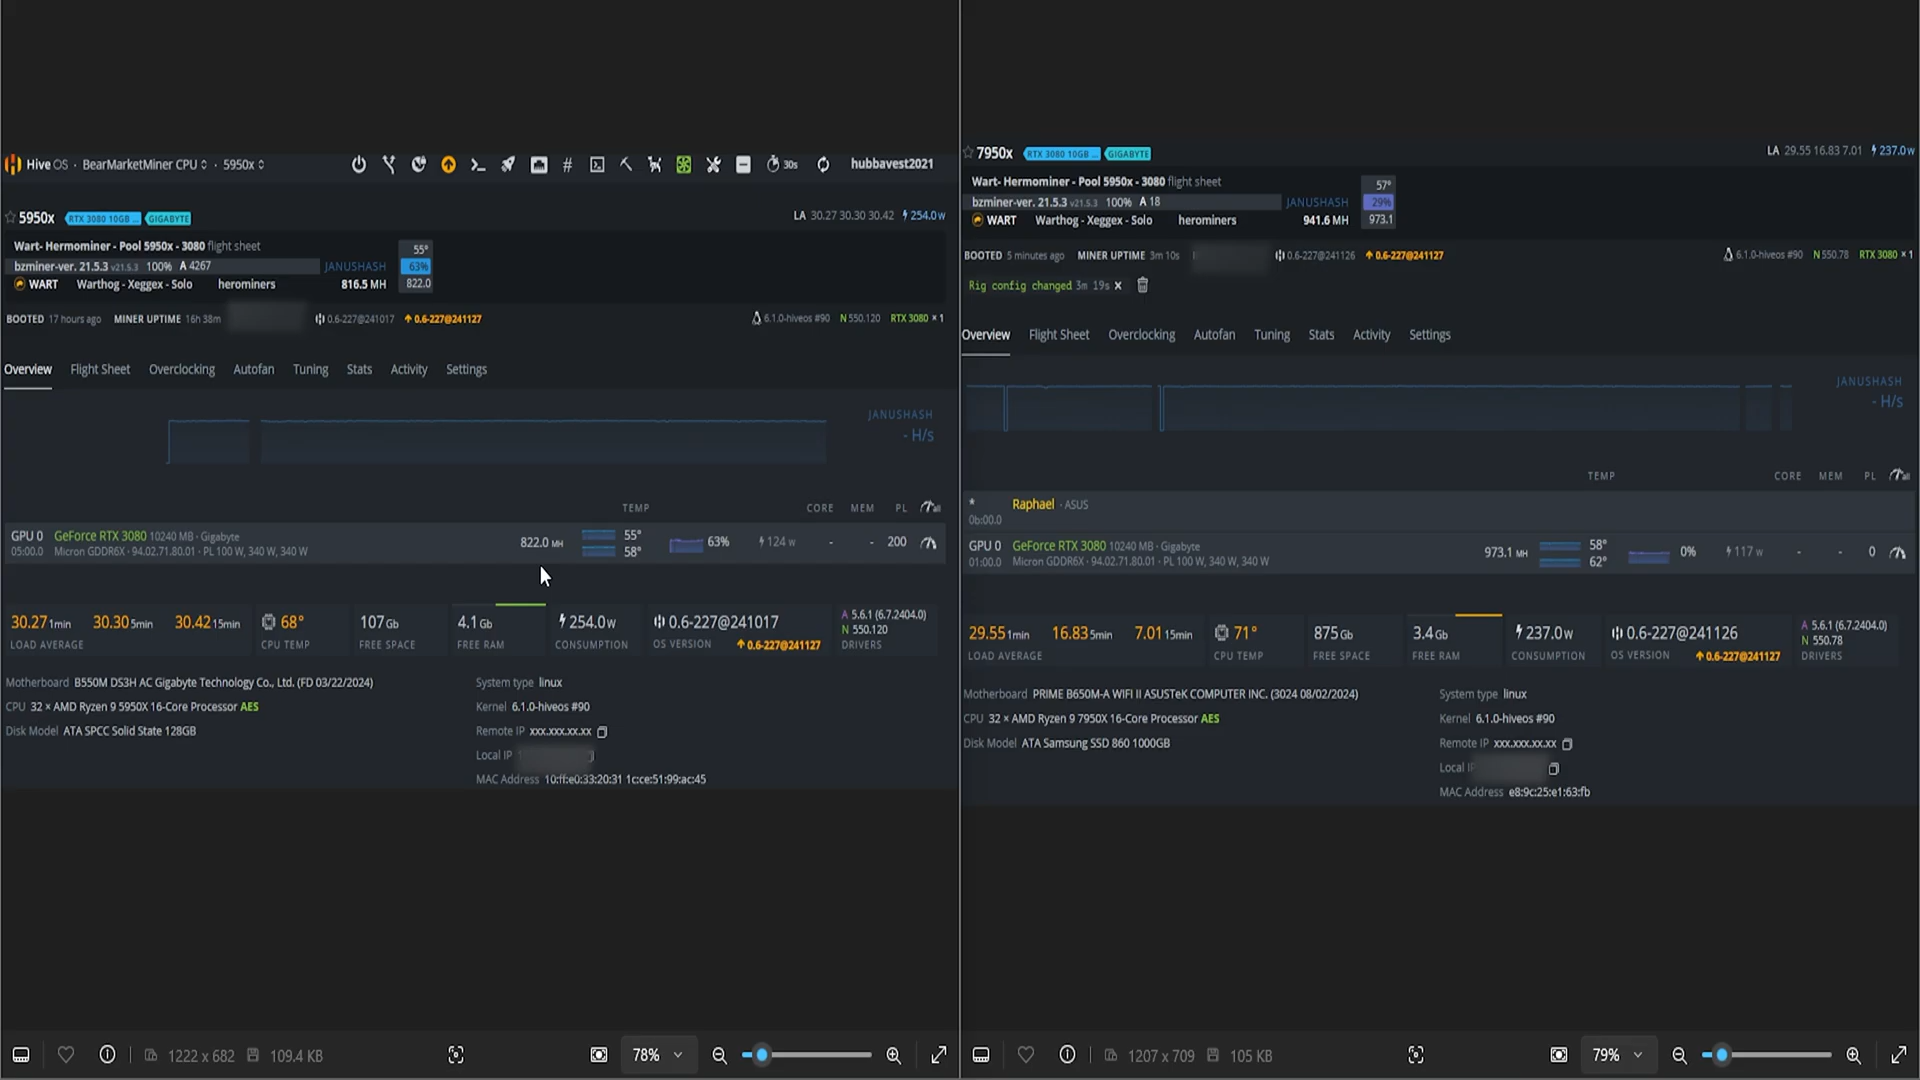 Hive OS · BearMarketMiner CPU · 5950x 30s hubbavest2021
5950x RTX 3080 10GB ... GIGABYTE LA 30.27 30.30 30.42 254.0 w
Wart- Hermominer - Pool 5950x - 3080 flight sheet 55°
bzminer-ver. 21.5.3 v21.5.3 100% A 4267 JANUSHASH 63%
WART Warthog - Xeggex - Solo herominers 816.5 MH 822.0
BOOTED 17 hours ago MINER UPTIME 16h 38m 0.6-227@241017 0.6-227@241127 6.1.0-hiveos #90 N 550.120 RTX 3080 × 1
Overview Flight Sheet Overclocking Autofan Tuning Stats Activity Settings
JANUSHASH
- H/s
TEMP CORE MEM PL
GPU 0 GeForce RTX 3080 10240 MB · Gigabyte 822.0 MH 55° 63% 124 w - - 200
05:00.0 Micron GDDR6X · 94.02.71.80.01 · PL 100 W, 340 W, 340 W 58°
30.27 1min 30.30 5min 30.42 15min 68° 107 Gb 4.1 Gb 254.0 w 0.6-227@241017 A 5.6.1 (6.7.2404.0)
N 550.120
LOAD AVERAGE CPU TEMP FREE SPACE FREE RAM CONSUMPTION OS VERSION 0.6-227@241127 DRIVERS
Motherboard B550M DS3H AC Gigabyte Technology Co., Ltd. (FD 03/22/2024) System type linux
CPU 32 × AMD Ryzen 9 5950X 16-Core Processor AES Kernel 6.1.0-hiveos #90
Disk Model ATA SPCC Solid State 128GB Remote IP xxx.xxx.xx.xx
Local IP
MAC Address 10:ff:e0:33:20:31 1c:ce:51:99:ac:45
1222 x 682 109.4 KB 78%
7950x RTX 3080 10GB ... GIGABYTE LA 29.55 16.83 7.01 237.0 w
Wart- Hermominer - Pool 5950x - 3080 flight sheet 57°
bzminer-ver. 21.5.3 v21.5.3 100% A 18 JANUSHASH 29%
WART Warthog - Xeggex - Solo herominers 941.6 MH 973.1
BOOTED 5 minutes ago MINER UPTIME 3m 10s 0.6-227@241126 0.6-227@241127 6.1.0-hiveos #90 N 550.78 RTX 3080 × 1
Rig config changed 3m 19s ×
Overview Flight Sheet Overclocking Autofan Tuning Stats Activity Settings
JANUSHASH
- H/s
TEMP CORE MEM PL
* Raphael · ASUS
0b:00.0
GPU 0 GeForce RTX 3080 10240 MB · Gigabyte 973.1 MH 58° 0% 117 w - - 0
01:00.0 Micron GDDR6X · 94.02.71.80.01 · PL 100 W, 340 W, 340 W 62°
29.55 1min 16.83 5min 7.01 15min 71° 875 Gb 3.4 Gb 237.0 w 0.6-227@241126 A 5.6.1 (6.7.2404.0)
N 550.78
LOAD AVERAGE CPU TEMP FREE SPACE FREE RAM CONSUMPTION OS VERSION 0.6-227@241127 DRIVERS
Motherboard PRIME B650M-A WIFI II ASUSTeK COMPUTER INC. (3024 08/02/2024) System type linux
CPU 32 × AMD Ryzen 9 7950X 16-Core Processor AES Kernel 6.1.0-hiveos #90
Disk Model ATA Samsung SSD 860 1000GB Remote IP xxx.xxx.xx.xx
Local IP
MAC Address e8:9c:25:e1:63:fb
1207 x 709 105 KB 79%